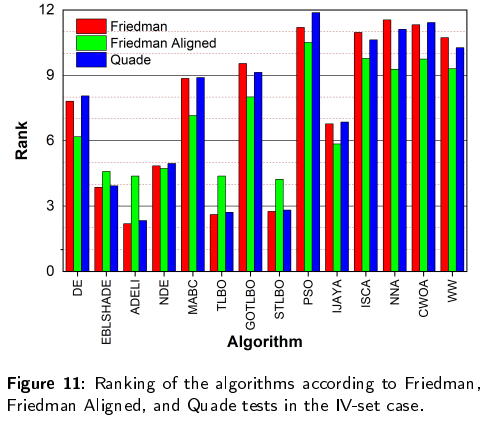 12
9
6
3
0
Rank
Friedman
Friedman Aligned
Quade
DE
EBLSHADE
ADELI
NDE
MABC
TLBO
GOTLBO
STLBO
PSO
IJAYA
ISCA
NNA
CWOA
WW
Algorithm
Figure 11: Ranking of the algorithms according to Friedman,
Friedman Aligned, and Quade tests in the IV-set case.